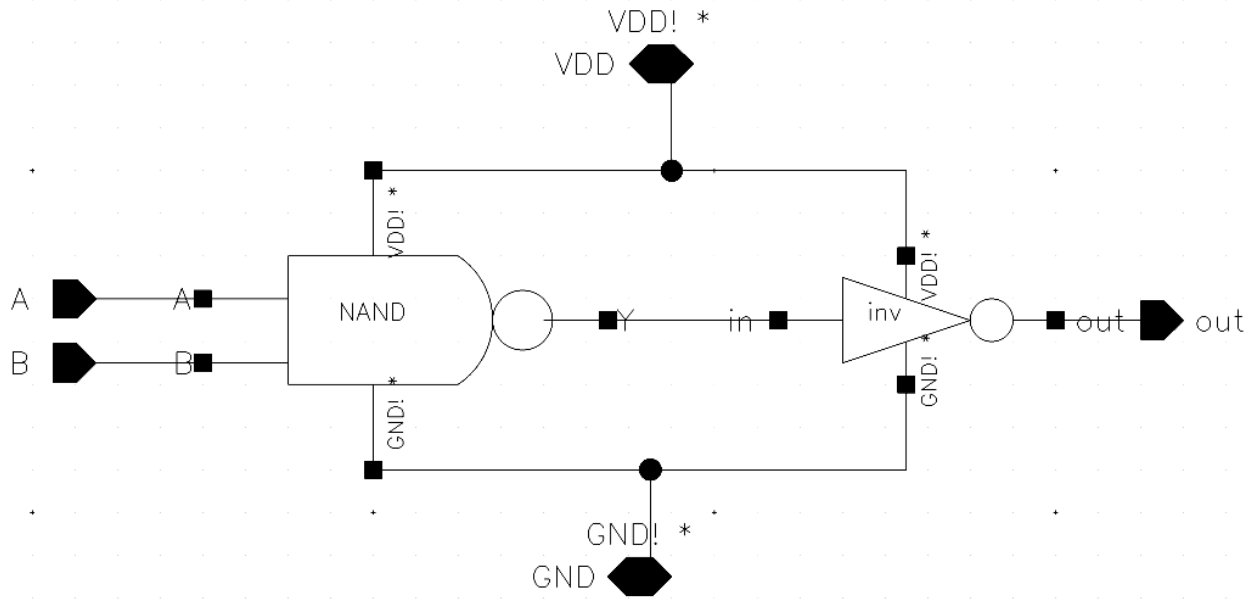 VDD! *
VDD
VDD! *
VDD! *
A
A
NAND
inv
Y
in
out
out
B
B
GND! *
GND! *
GND! *
GND